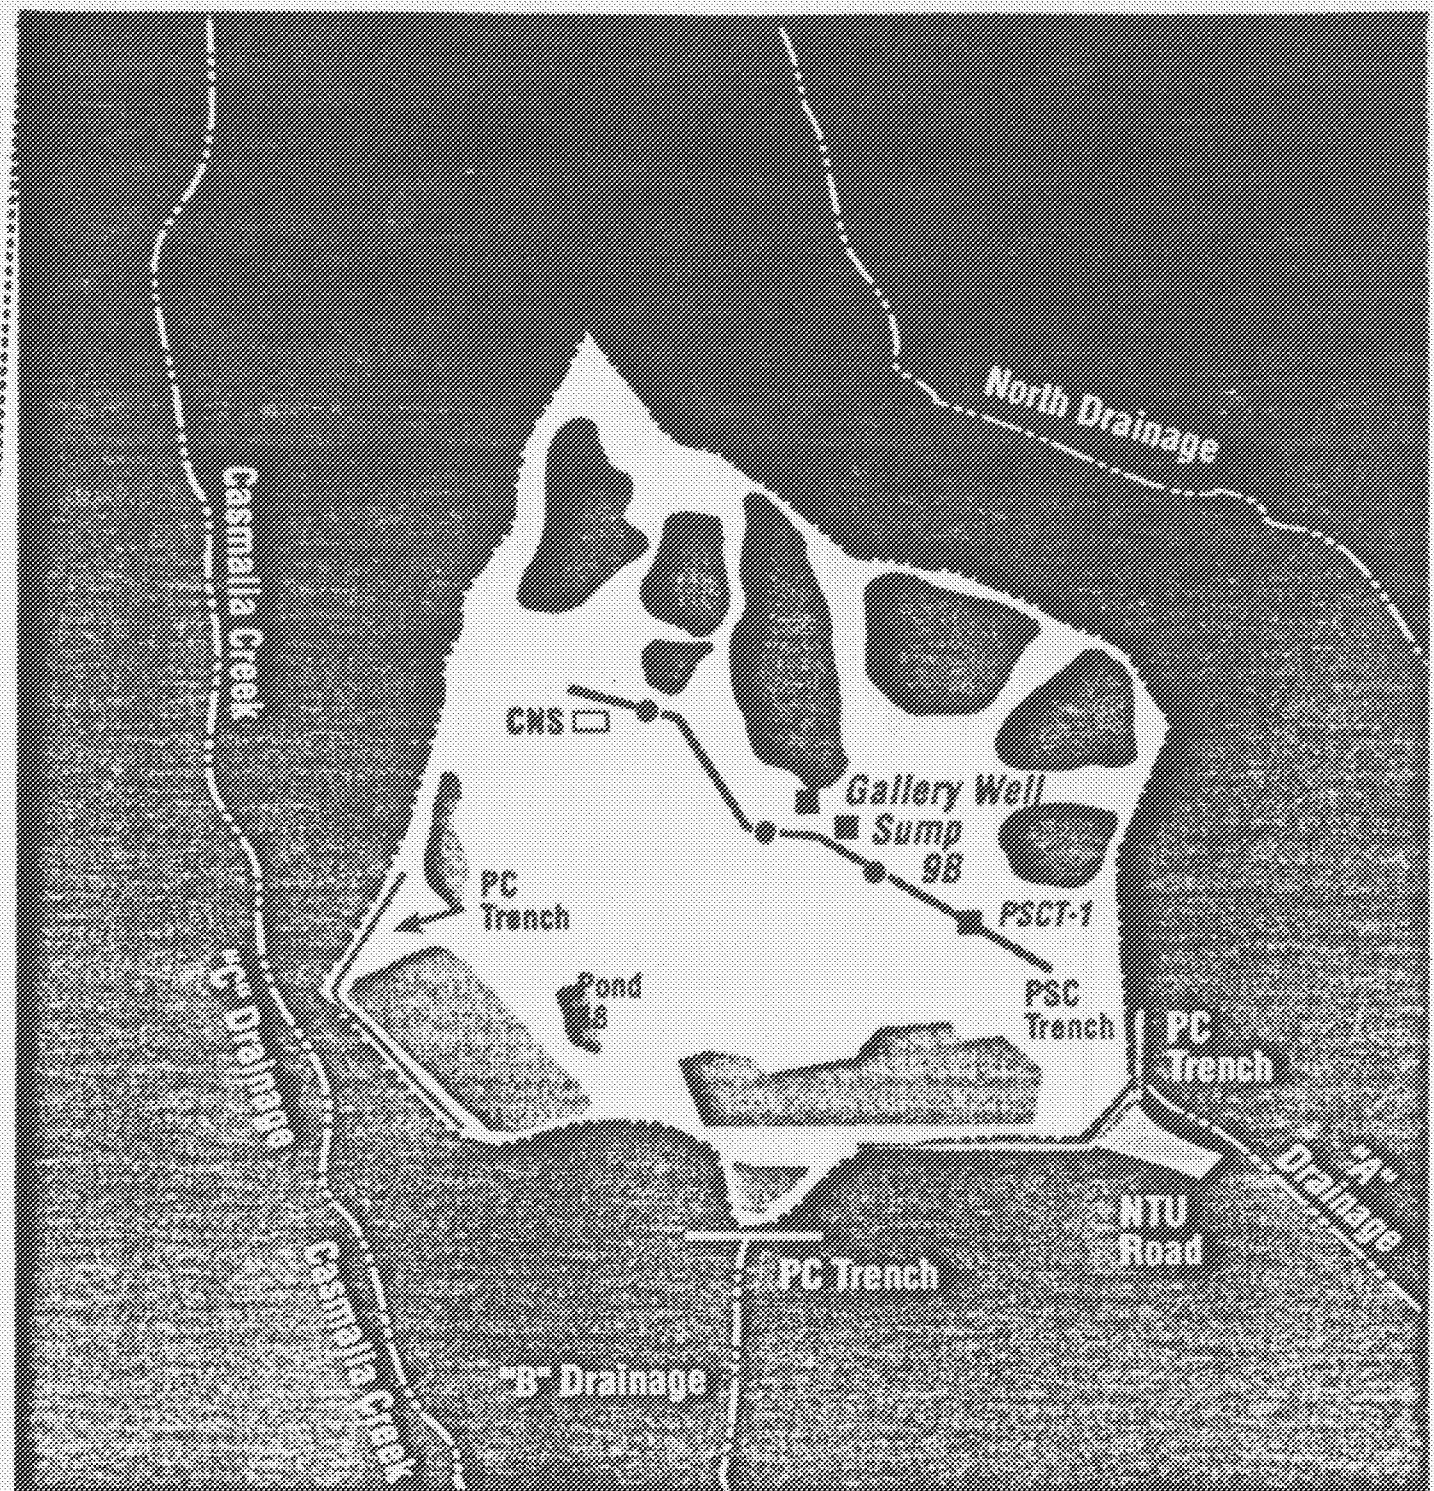 North Drainage
Casmalia Creek
CNS
Gallery Well
Sump
9B
PC
Trench
PSCT-1
Pond
18
PSC
Trench
PC
Trench
"C" Drainage
"A"
Drainage
NTU
Road
PC Trench
Casmalia Creek
"B" Drainage